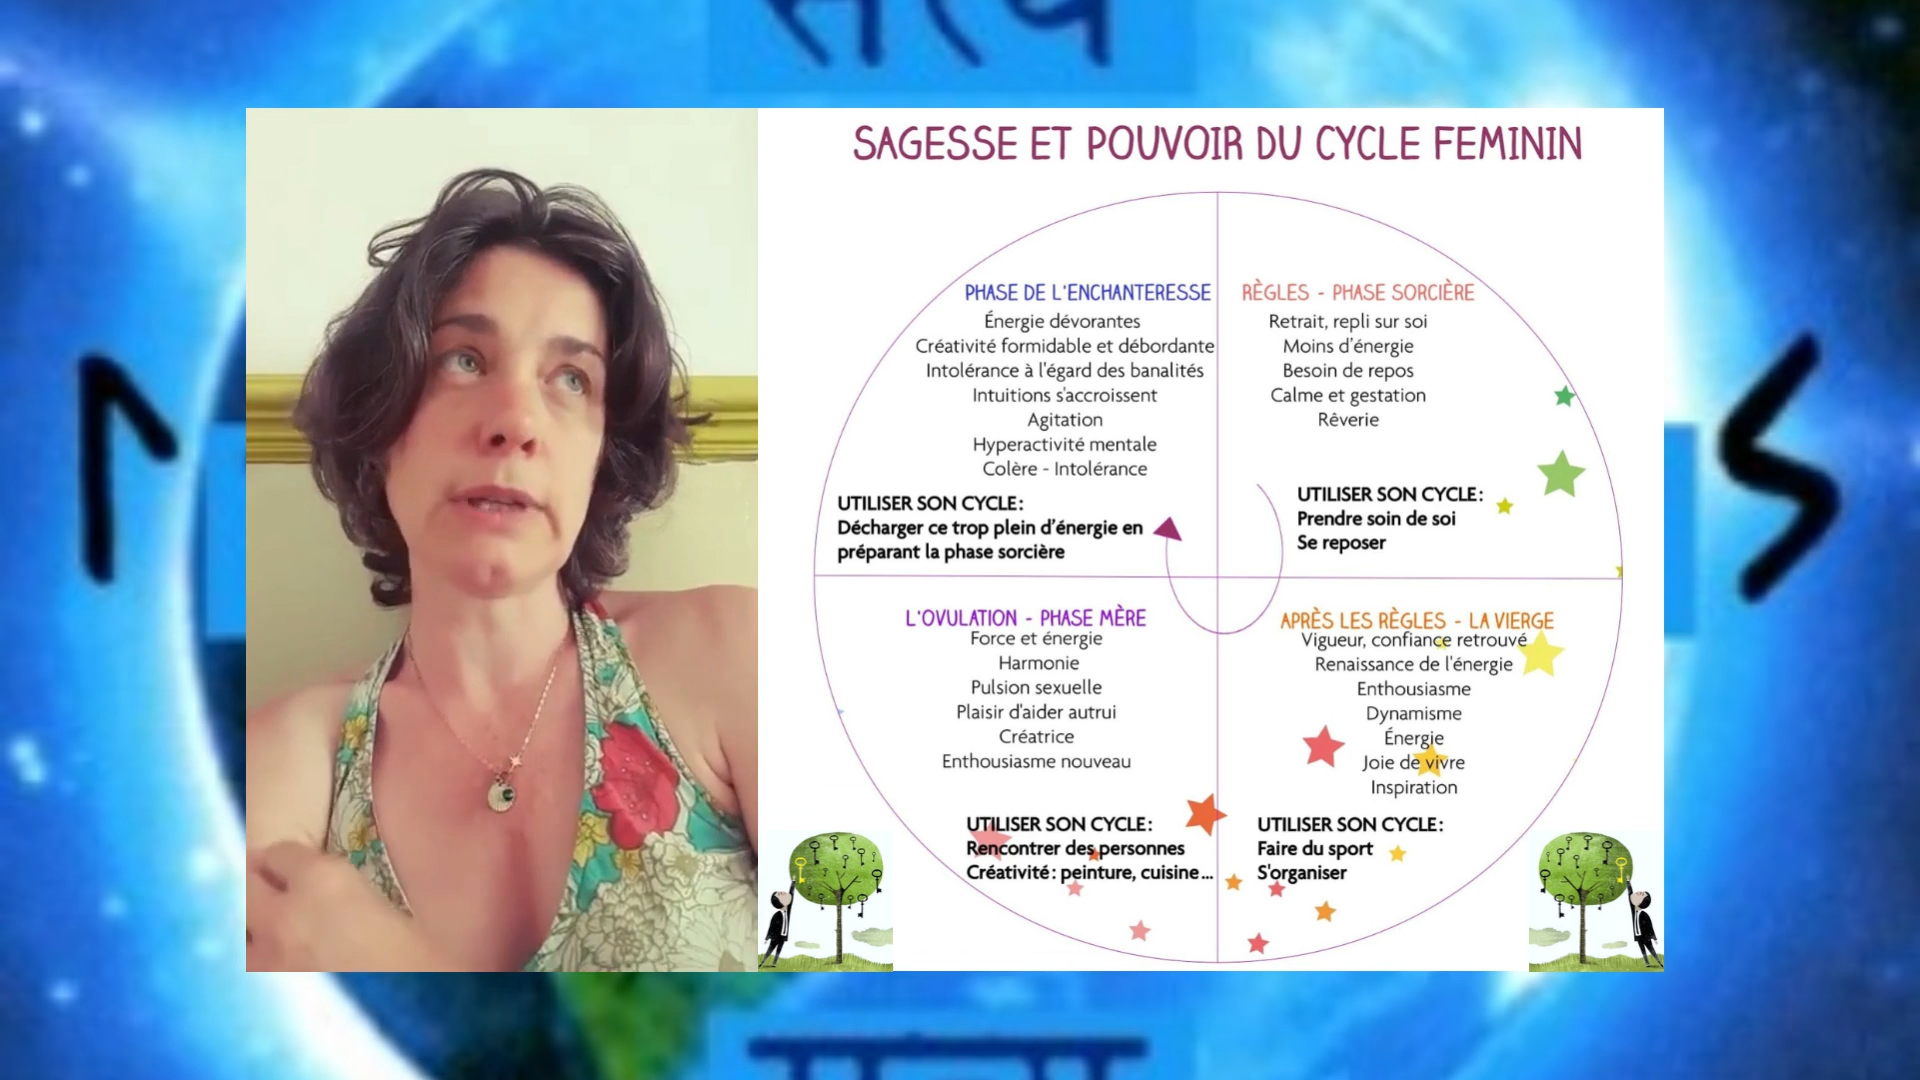 सत्य
SAGESSE ET POUVOIR DU CYCLE FEMININ
PHASE DE L'ENCHANTERESSE
Énergie dévorantes
Créativité formidable et débordante
Intolérance à l'égard des banalités
Intuitions s'accroissent
Agitation
Hyperactivité mentale
Colère - Intolérance
UTILISER SON CYCLE:
Décharger ce trop plein d'énergie en
préparant la phase sorcière
RÈGLES - PHASE SORCIÈRE
Retrait, repli sur soi
Moins d'énergie
Besoin de repos
Calme et gestation
Rêverie
UTILISER SON CYCLE:
Prendre soin de soi
Se reposer
L'OVULATION - PHASE MÈRE
Force et énergie
Harmonie
Pulsion sexuelle
Plaisir d'aider autrui
Créatrice
Enthousiasme nouveau
UTILISER SON CYCLE:
Rencontrer des personnes
Créativité: peinture, cuisine...
APRÈS LES RÈGLES - LA VIERGE
Vigueur, confiance retrouvé
Renaissance de l'énergie
Enthousiasme
Dynamisme
Énergie
Joie de vivre
Inspiration
UTILISER SON CYCLE:
Faire du sport
S'organiser